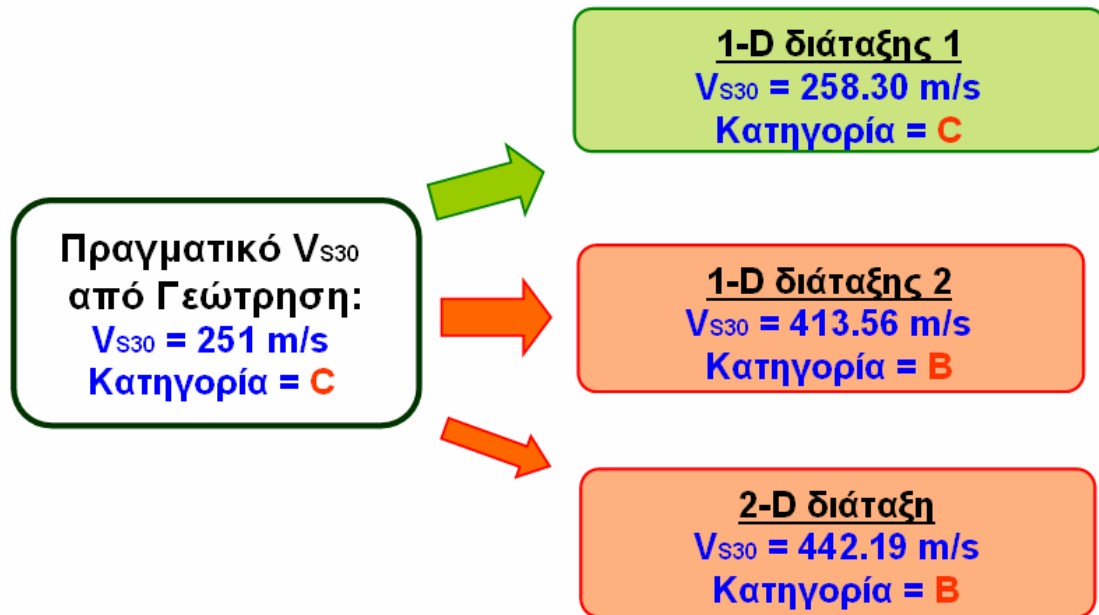 Πραγματικό VS30
από Γεώτρηση:
VS30 = 251 m/s
Κατηγορία = C
1-D διάταξης 1
VS30 = 258.30 m/s
Κατηγορία = C
1-D διάταξης 2
VS30 = 413.56 m/s
Κατηγορία = B
2-D διάταξη
VS30 = 442.19 m/s
Κατηγορία = B